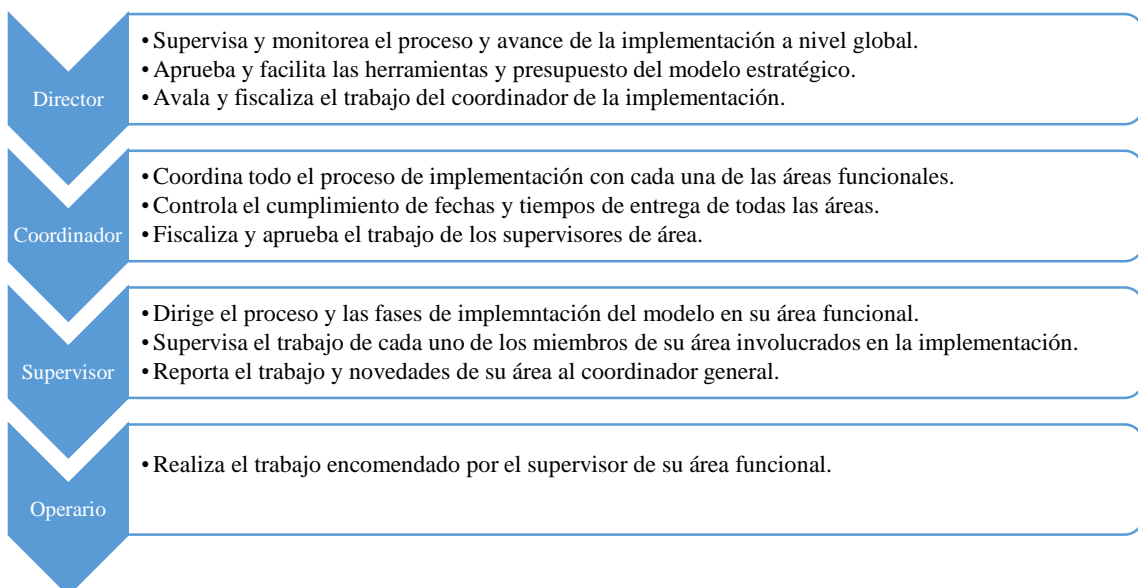 Director
• Supervisa y monitorea el proceso y avance de la implementación a nivel global.
• Aprueba y facilita las herramientas y presupuesto del modelo estratégico.
• Avala y fiscaliza el trabajo del coordinador de la implementación.
Coordinador
• Coordina todo el proceso de implementación con cada una de las áreas funcionales.
• Controla el cumplimiento de fechas y tiempos de entrega de todas las áreas.
• Fiscaliza y aprueba el trabajo de los supervisores de área.
Supervisor
• Dirige el proceso y las fases de implemntación del modelo en su área funcional.
• Supervisa el trabajo de cada uno de los miembros de su área involucrados en la implementación.
• Reporta el trabajo y novedades de su área al coordinador general.
Operario
• Realiza el trabajo encomendado por el supervisor de su área funcional.